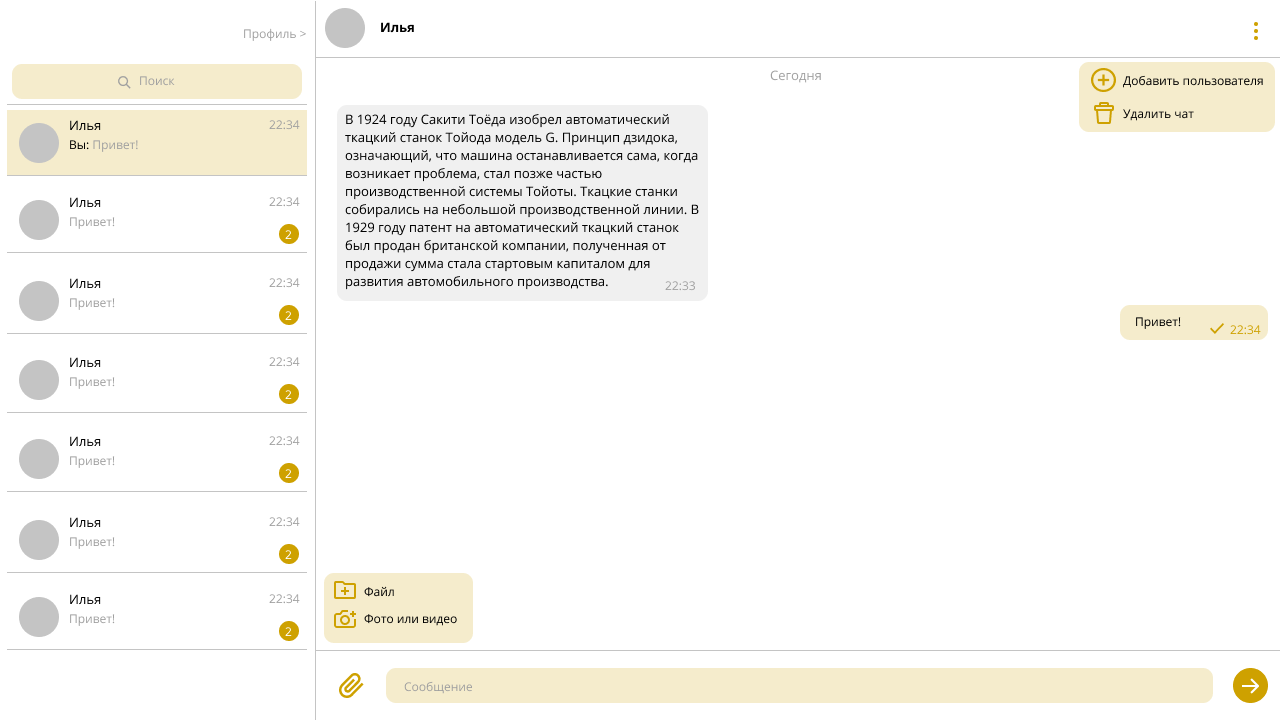 Профиль >
Поиск
Илья
22:34
Вы: Привет!
Илья
22:34
Привет!
2
Илья
22:34
Привет!
2
Илья
22:34
Привет!
2
Илья
22:34
Привет!
2
Илья
22:34
Привет!
2
Илья
22:34
Привет!
2
Илья
Сегодня
Добавить пользователя
Удалить чат
В 1924 году Сакити Тоёда изобрел автоматический
ткацкий станок Тойода модель G. Принцип дзидока,
означающий, что машина останавливается сама, когда
возникает проблема, стал позже частью
производственной системы Тойоты. Ткацкие станки
собирались на небольшой производственной линии. В
1929 году патент на автоматический ткацкий станок
был продан британской компании, полученная от
продажи сумма стала стартовым капиталом для
развития автомобильного производства.
22:33
Привет!
22:34
Файл
Фото или видео
Сообщение